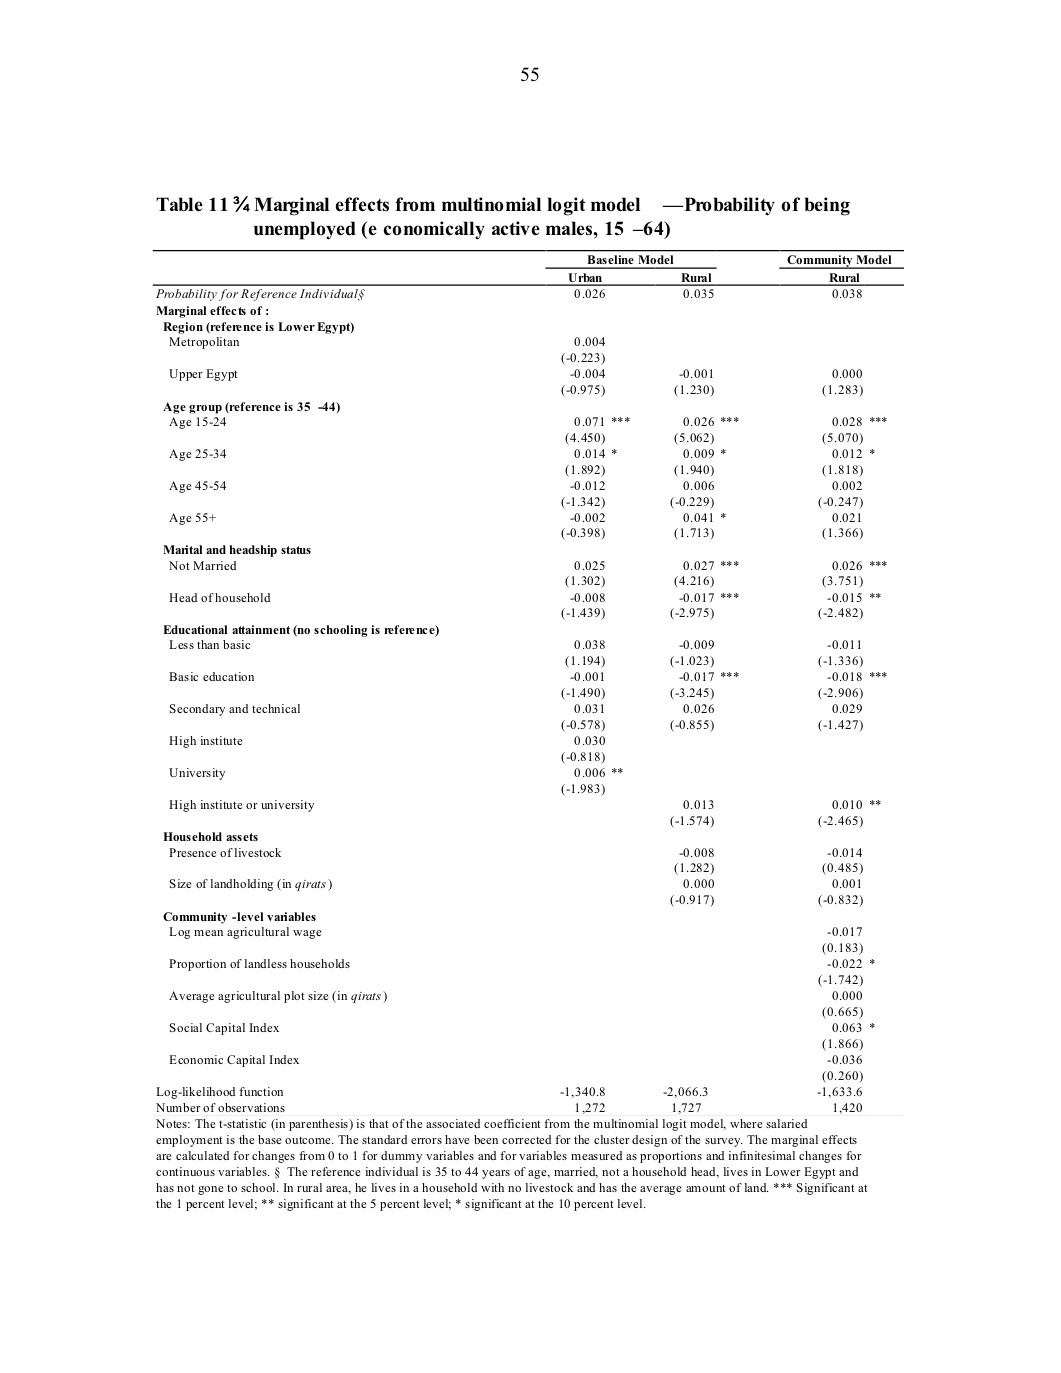 55
Table 11 ¾ Marginal effects from multinomial logit model —Probability of being
unemployed (e conomically active males, 15 –64)
Baseline Model Community Model
Urban Rural Rural
Probability for Reference Individual§ 0.026 0.035 0.038
Marginal effects of :
Region (reference is Lower Egypt)
Metropolitan 0.004
(-0.223)
Upper Egypt -0.004 -0.001 0.000
(-0.975) (1.230) (1.283)
Age group (reference is 35 -44)
Age 15-24 0.071 *** 0.026 *** 0.028 ***
(4.450) (5.062) (5.070)
Age 25-34 0.014 * 0.009 * 0.012 *
(1.892) (1.940) (1.818)
Age 45-54 -0.012 0.006 0.002
(-1.342) (-0.229) (-0.247)
Age 55+ -0.002 0.041 * 0.021
(-0.398) (1.713) (1.366)
Marital and headship status
Not Married 0.025 0.027 *** 0.026 ***
(1.302) (4.216) (3.751)
Head of household -0.008 -0.017 *** -0.015 **
(-1.439) (-2.975) (-2.482)
Educational attainment (no schooling is reference)
Less than basic 0.038 -0.009 -0.011
(1.194) (-1.023) (-1.336)
Basic education -0.001 -0.017 *** -0.018 ***
(-1.490) (-3.245) (-2.906)
Secondary and technical 0.031 0.026 0.029
(-0.578) (-0.855) (-1.427)
High institute 0.030
(-0.818)
University 0.006 **
(-1.983)
High institute or university 0.013 0.010 **
(-1.574) (-2.465)
Household assets
Presence of livestock -0.008 -0.014
(1.282) (0.485)
Size of landholding (in qirats) 0.000 0.001
(-0.917) (-0.832)
Community -level variables
Log mean agricultural wage -0.017
(0.183)
Proportion of landless households -0.022 *
(-1.742)
Average agricultural plot size (in qirats) 0.000
(0.665)
Social Capital Index 0.063 *
(1.866)
Economic Capital Index -0.036
(0.260)
Log-likelihood function -1,340.8 -2,066.3 -1,633.6
Number of observations 1,272 1,727 1,420
Notes: The t-statistic (in parenthesis) is that of the associated coefficient from the multinomial logit model, where salaried
employment is the base outcome. The standard errors have been corrected for the cluster design of the survey. The marginal effects
are calculated for changes from 0 to 1 for dummy variables and for variables measured as proportions and infinitesimal changes for
continuous variables. § The reference individual is 35 to 44 years of age, married, not a household head, lives in Lower Egypt and
has not gone to school. In rural area, he lives in a household with no livestock and has the average amount of land. *** Significant at
the 1 percent level; ** significant at the 5 percent level; * significant at the 10 percent level.